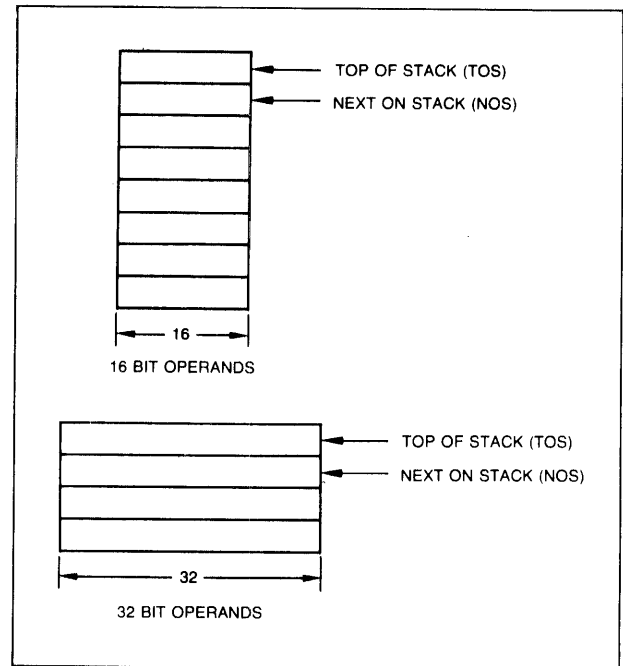 TOP OF STACK (TOS)
NEXT ON STACK (NOS)
16
16 BIT OPERANDS
TOP OF STACK (TOS)
NEXT ON STACK (NOS)
32
32 BIT OPERANDS